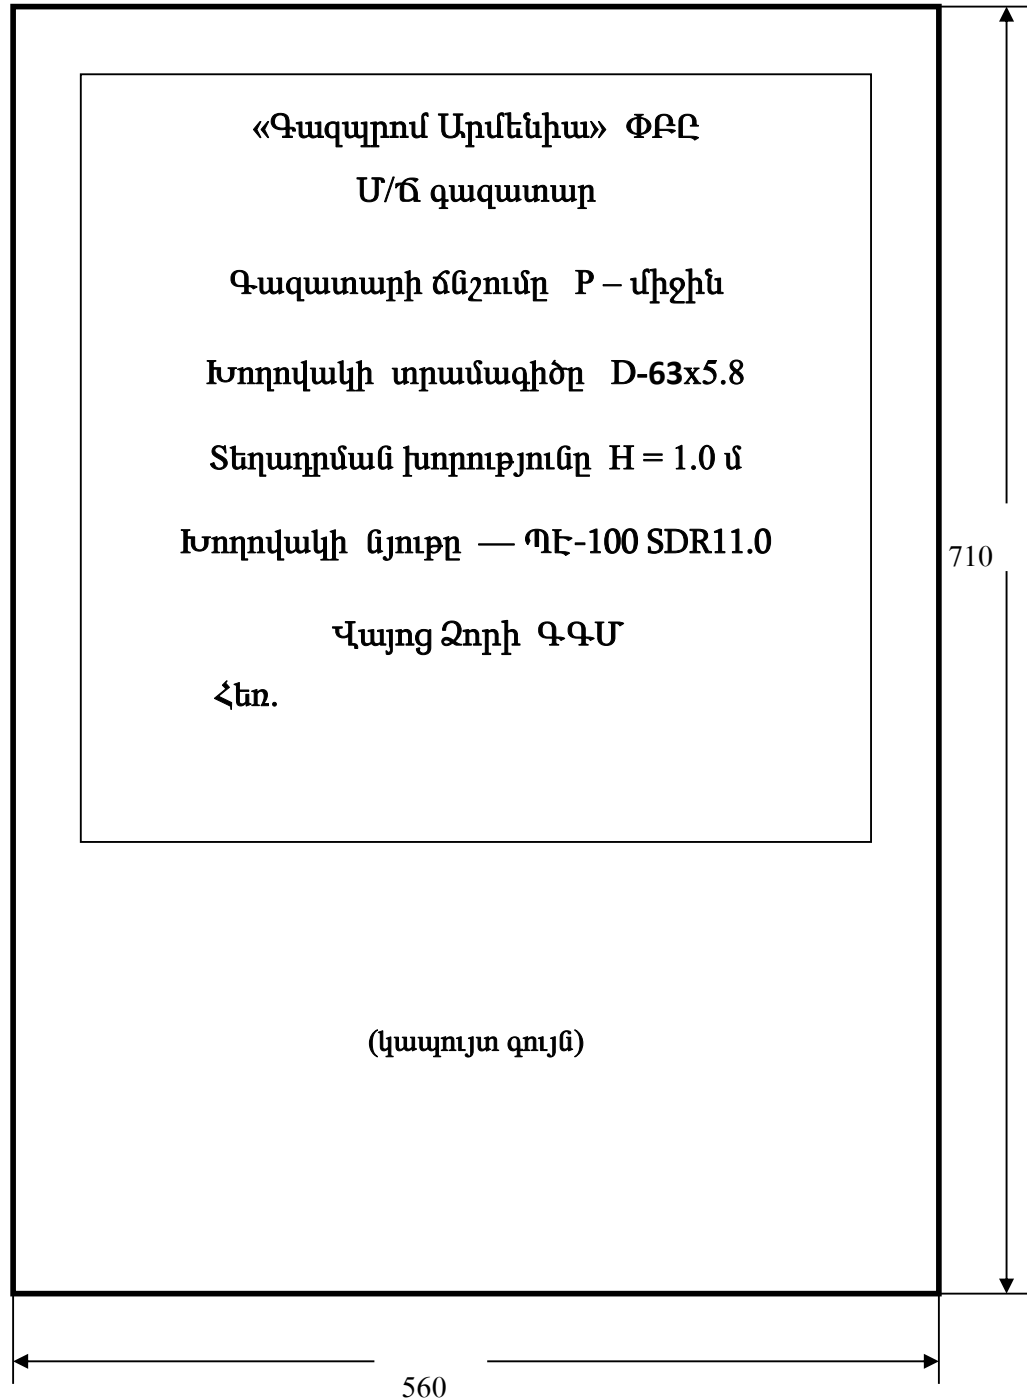 «Գազպրոմ Արմենիա» ՓԲԸ
Մ/Ճ գազատար
Գազատարի ճնշումը P – միջին
Խողովակի տրամագիծը D-63x5.8
Տեղադրման խորությունը H = 1.0 մ
Խողովակի նյութը — ՊԷ-100 SDR11.0
710
Վայոց Ձորի ԳԳՄ
Հեռ.
(կապույտ գույն)
560